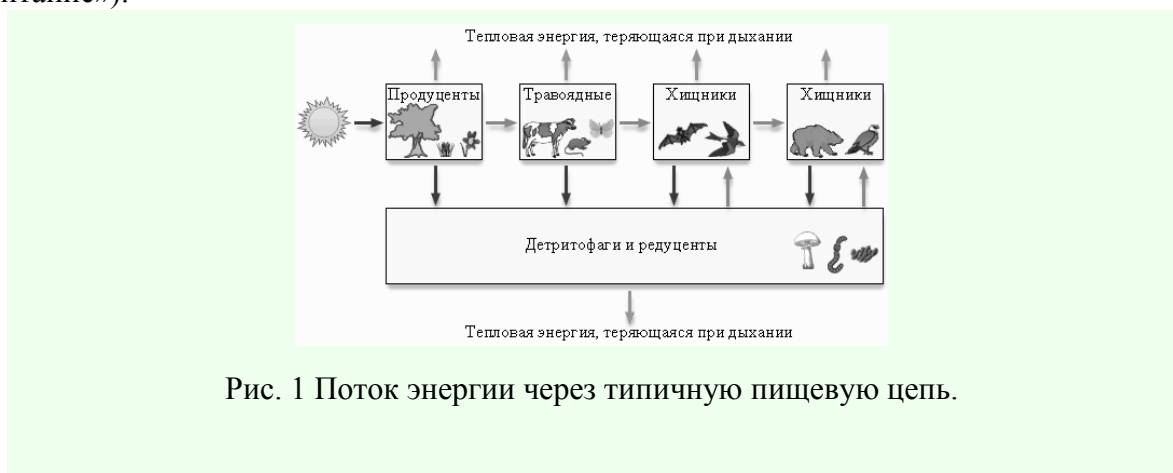 Тепловая энергия, теряющаяся при дыхании
Продуценты Травоядные Хищники Хищники
Детритофаги и редуценты
Тепловая энергия, теряющаяся при дыхании
Рис. 1 Поток энергии через типичную пищевую цепь.